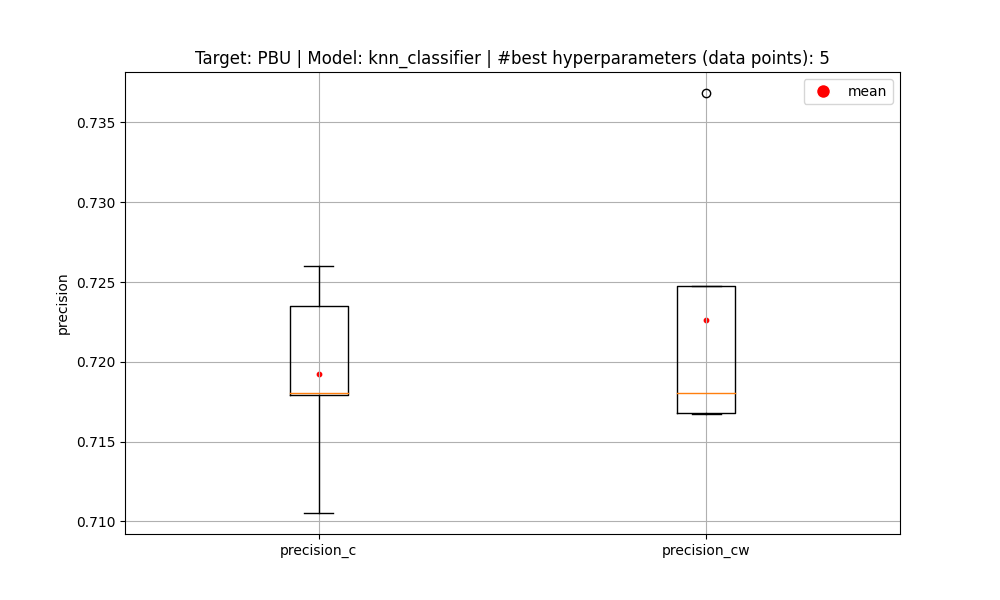 Target: PBU | Model: knn_classifier | #best hyperparameters (data points): 5
mean
0.735
0.730
0.725
0.720
0.715
0.710
precision
precision_c
precision_cw